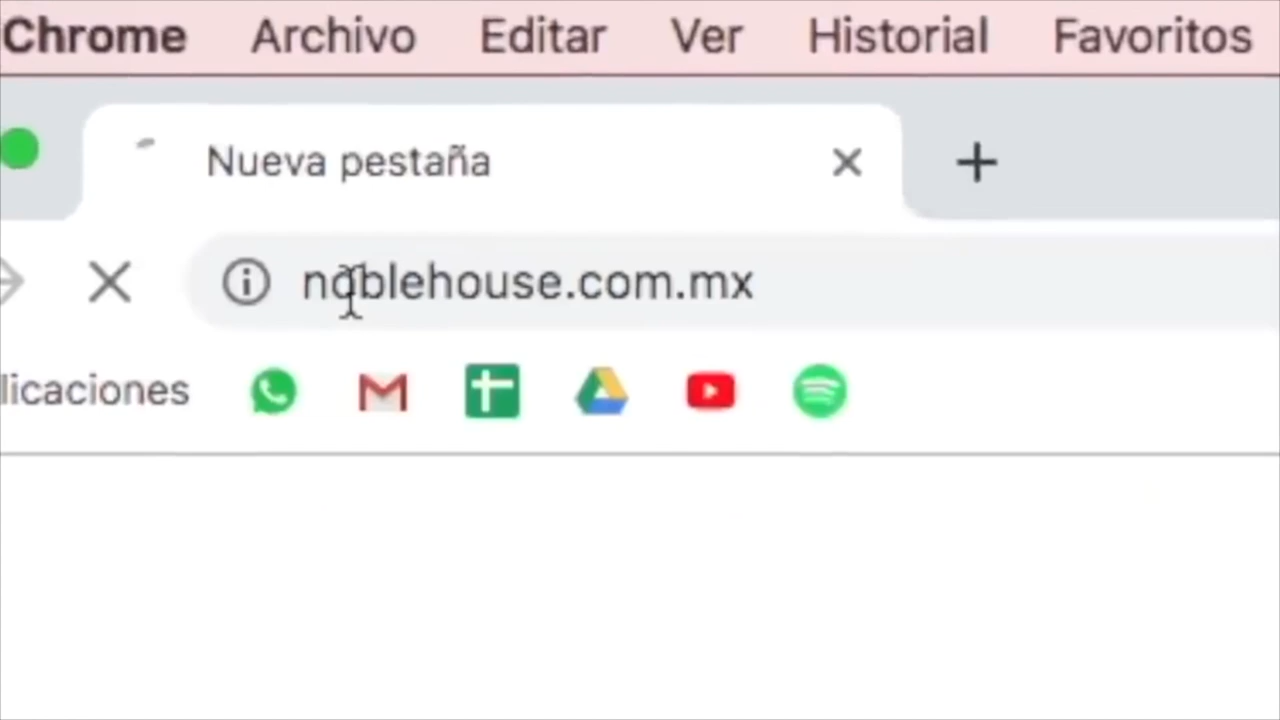 Chrome Archivo Editar Ver Historial Favoritos
Nueva pestaña
noblehouse.com.mx
licaciones